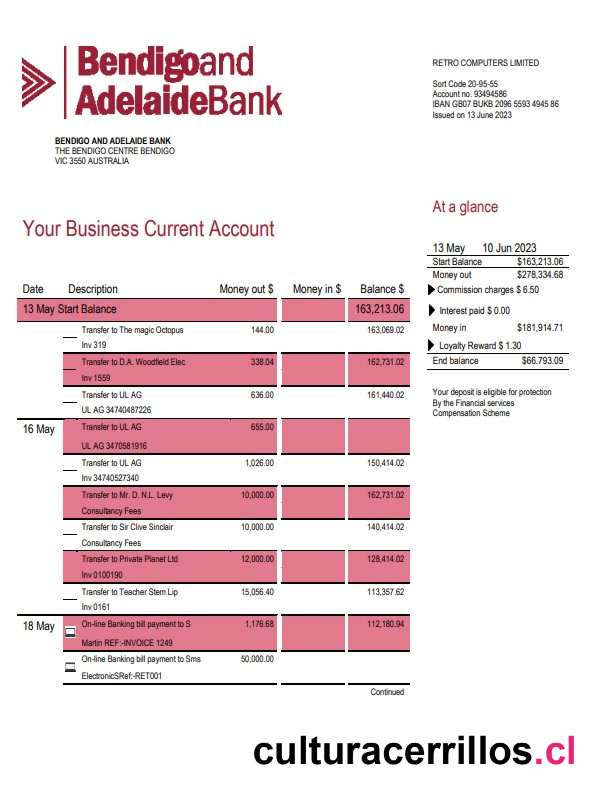 Bendigoand
AdelaideBank
BENDIGO AND ADELAIDE BANK
THE BENDIGO CENTRE BENDIGO
VIC 3550 AUSTRALIA
RETRO COMPUTERS LIMITED
Sort Code 20-95-55
Account no. 93494586
IBAN GB07 BUKB 2096 5593 4945 86
Issued on 13 June 2023
Your Business Current Account
At a glance
13 May 10 Jun 2023
Start Balance $163,213.06
Money out $278,334.68
Commission charges $ 6.50
Interest paid $ 0.00
Money in $181,914.71
Loyalty Reward $ 1.30
End balance $66.793.09
Your deposit is eligible for protection
By the Financial services
Compensation Scheme
Date Description Money out $ Money in $ Balance $
13 May Start Balance 163,213.06
Transfer to The magic Octopus 144.00 163,069.02
Inv 319
Transfer to D.A. Woodfield Elec 338.04 162,731.02
Inv 1559
Transfer to UL AG 636.00 161,440.02
UL AG 34740487226
16 May Transfer to UL AG 655.00
UL AG 3470581916
Transfer to UL AG 1,026.00 150,414.02
Inv 34740527340
Transfer to Mr. D. N.L. Levy 10,000.00 162,731.02
Consultancy Fees
Transfer to Sir Clive Sinclair 10,000.00 140,414.02
Consultancy Fees
Transfer to Private Planet Ltd 12,000.00 128,414.02
Inv 0100190
Transfer to Teacher Stem Lip 15,056.40 113,357.62
Inv 0161
18 May On-line Banking bill payment to S 1,176.68 112,180.94
Martin REF:-INVOICE 1249
On-line Banking bill payment to Sms 50,000.00
ElectronicSRef:-RET001
Continued
culturacerrillos.cl